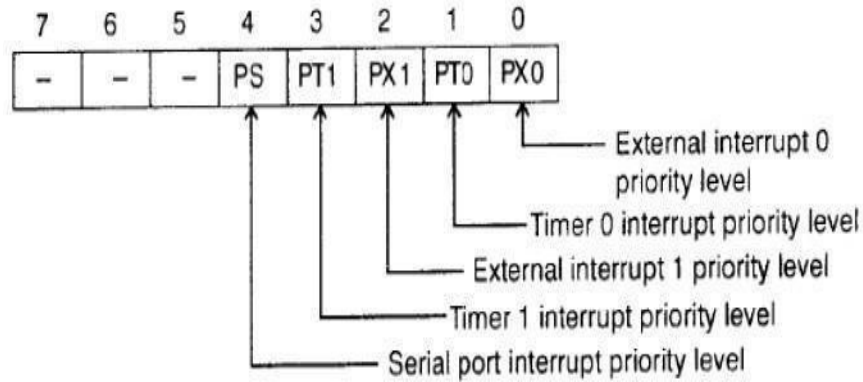 7 6 5 4 3 2 1 0
– – – PS PT1 PX1 PT0 PX0
External interrupt 0
priority level
Timer 0 interrupt priority level
External interrupt 1 priority level
Timer 1 interrupt priority level
Serial port interrupt priority level